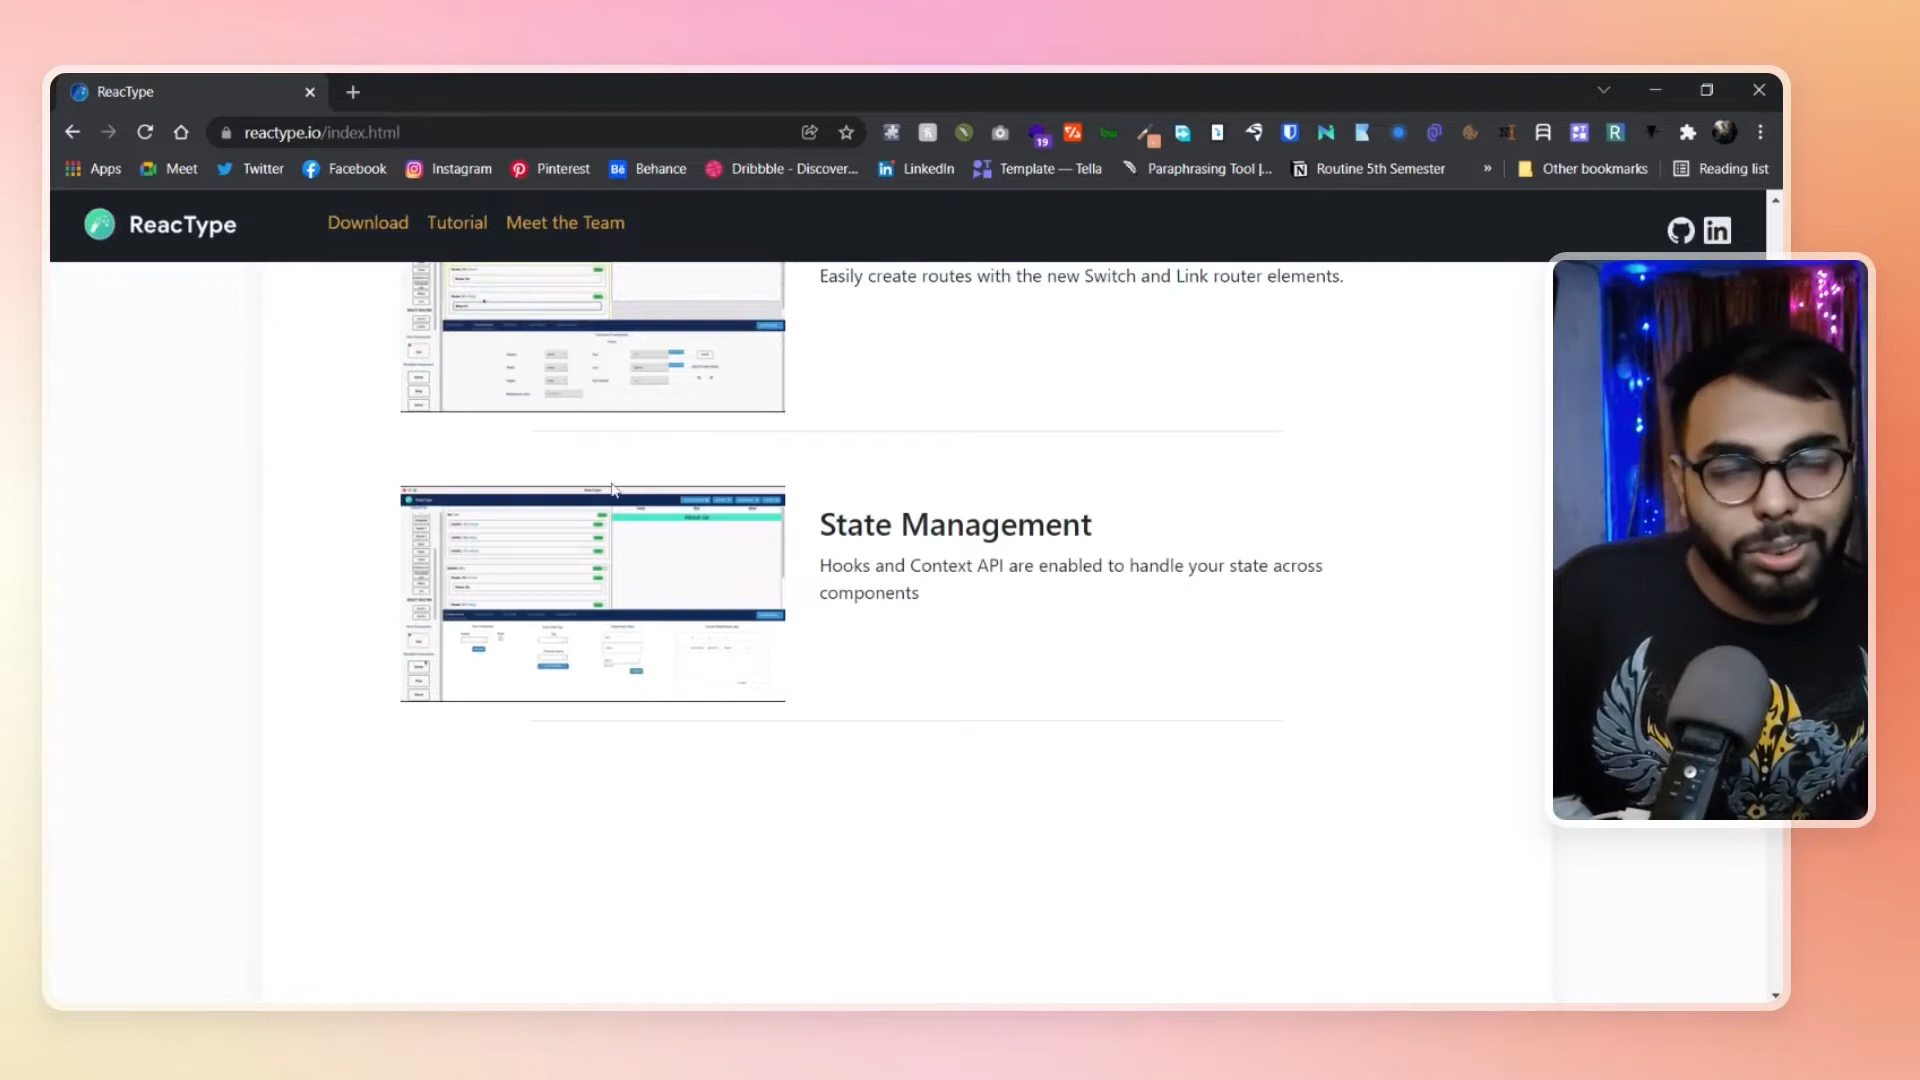 ReacType
reactype.io/index.html
19
Apps Meet Twitter Facebook Instagram Pinterest Behance Dribbble - Discover... LinkedIn Template — Tella Paraphrasing Tool |... Routine 5th Semester » Other bookmarks Reading list
ReacType Download Tutorial Meet the Team
Easily create routes with the new Switch and Link router elements.
State Management
Hooks and Context API are enabled to handle your state across
components